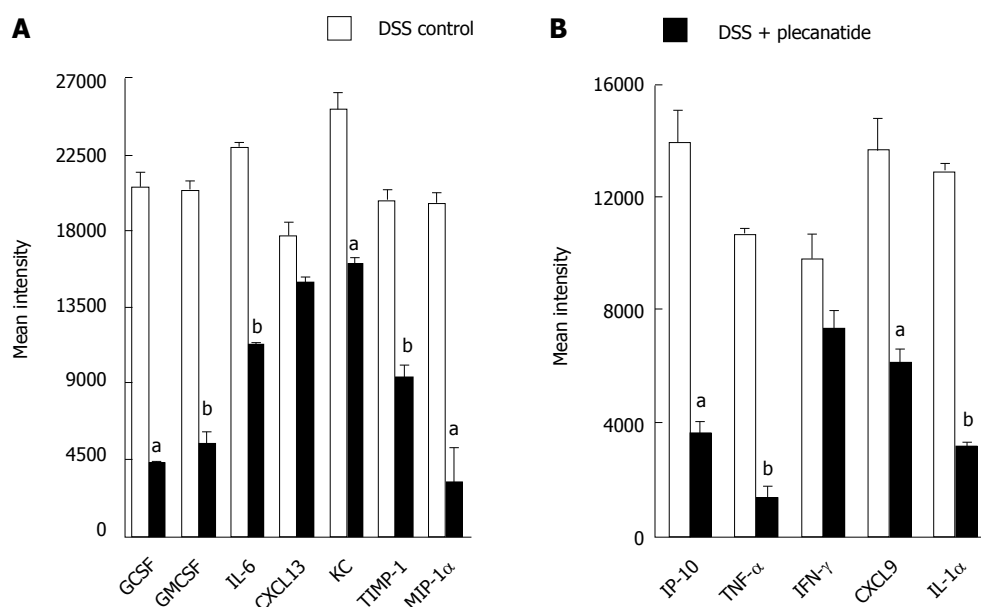 A
DSS control
27000
22500
18000
13500
9000
4500
0
Mean intensity
a
b
b
a
b
a
GCSF
GMCSF
IL-6
CXCL13
KC
TIMP-1
MIP-1α
B
DSS + plecanatide
16000
12000
8000
4000
0
Mean intensity
a
b
a
b
IP-10
TNF-α
IFN-γ
CXCL9
IL-1α